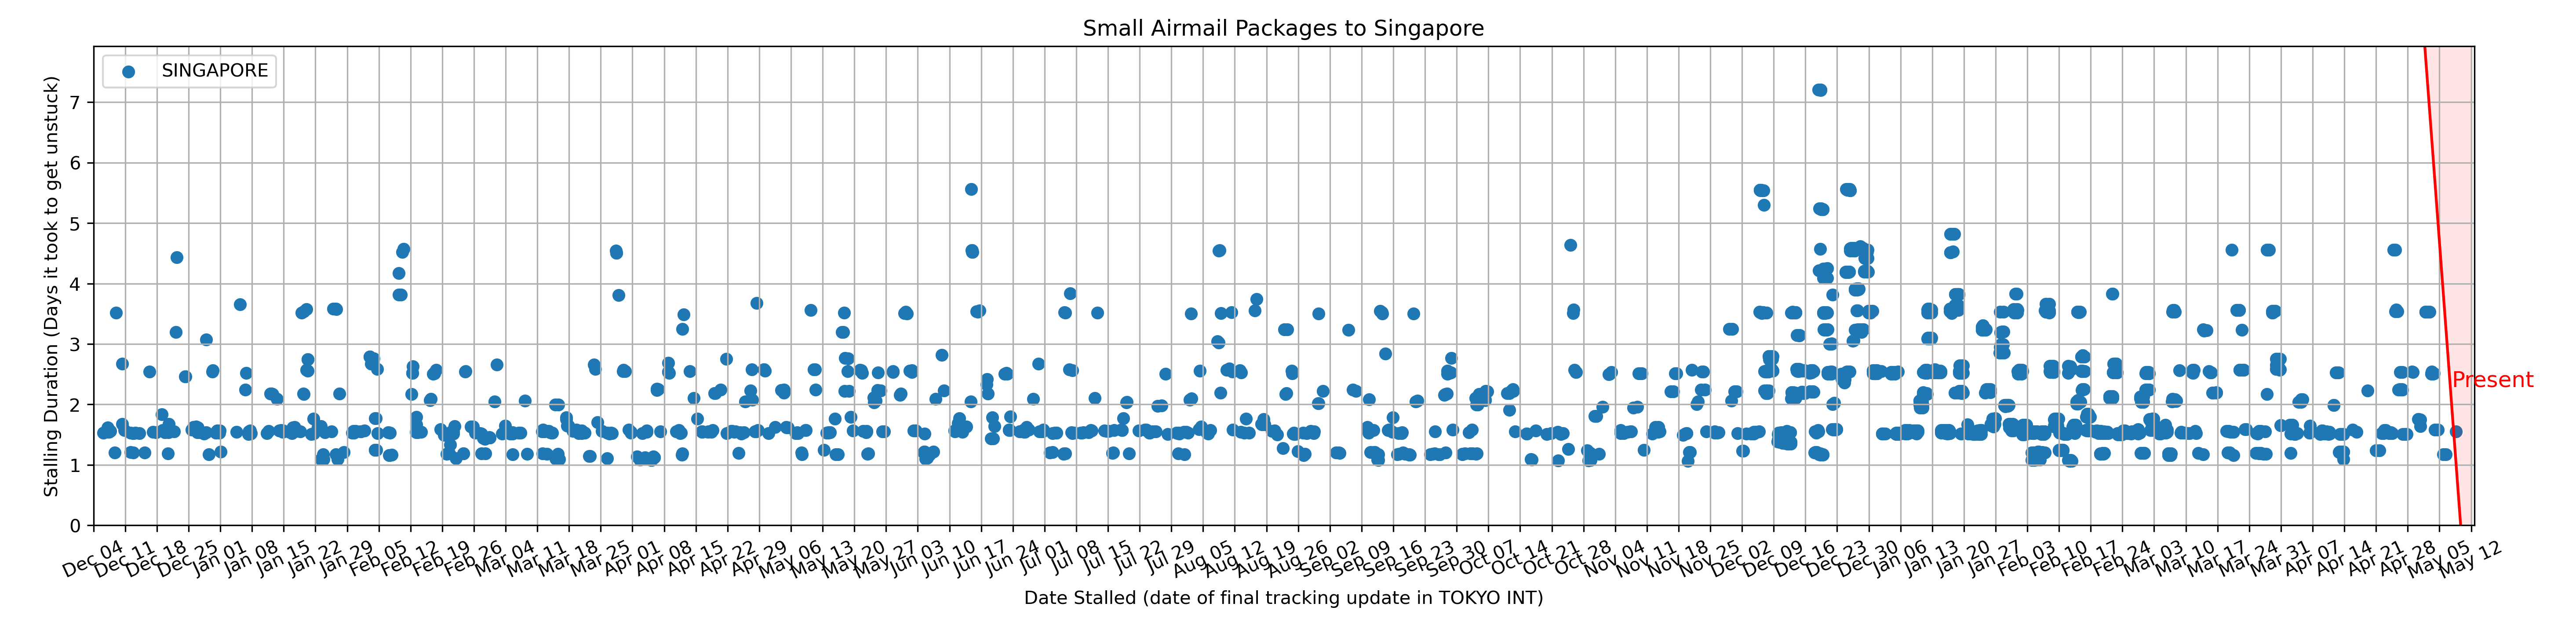 Small Airmail Packages to Singapore
SINGAPORE
Stalling Duration (Days it took to get unstuck)
7
6
5
4
3
2
1
0
Present
Dec 04
Dec 11
Dec 18
Dec 25
Jan 01
Jan 08
Jan 15
Jan 22
Jan 29
Feb 05
Feb 12
Feb 19
Feb 26
Mar 04
Mar 11
Mar 18
Mar 25
Apr 01
Apr 08
Apr 15
Apr 22
Apr 29
May 06
May 13
May 20
May 27
Jun 03
Jun 10
Jun 17
Jun 24
Jul 01
Jul 08
Jul 15
Jul 22
Jul 29
Aug 05
Aug 12
Aug 19
Aug 26
Sep 02
Sep 09
Sep 16
Sep 23
Sep 30
Oct 07
Oct 14
Oct 21
Oct 28
Nov 04
Nov 11
Nov 18
Nov 25
Dec 02
Dec 09
Dec 16
Dec 23
Dec 30
Jan 06
Jan 13
Jan 20
Jan 27
Feb 03
Feb 10
Feb 17
Feb 24
Mar 03
Mar 10
Mar 17
Mar 24
Mar 31
Apr 07
Apr 14
Apr 21
Apr 28
May 05
May 12
Date Stalled (date of final tracking update in TOKYO INT)